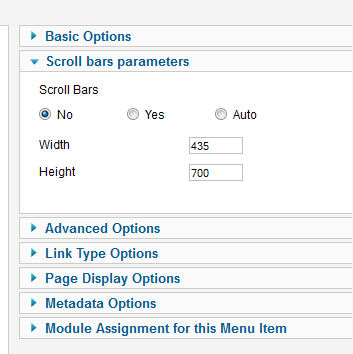 Basic Options
Scroll bars parameters
Scroll Bars
No Yes Auto
Width 435
Height 700
Advanced Options
Link Type Options
Page Display Options
Metadata Options
Module Assignment for this Menu Item